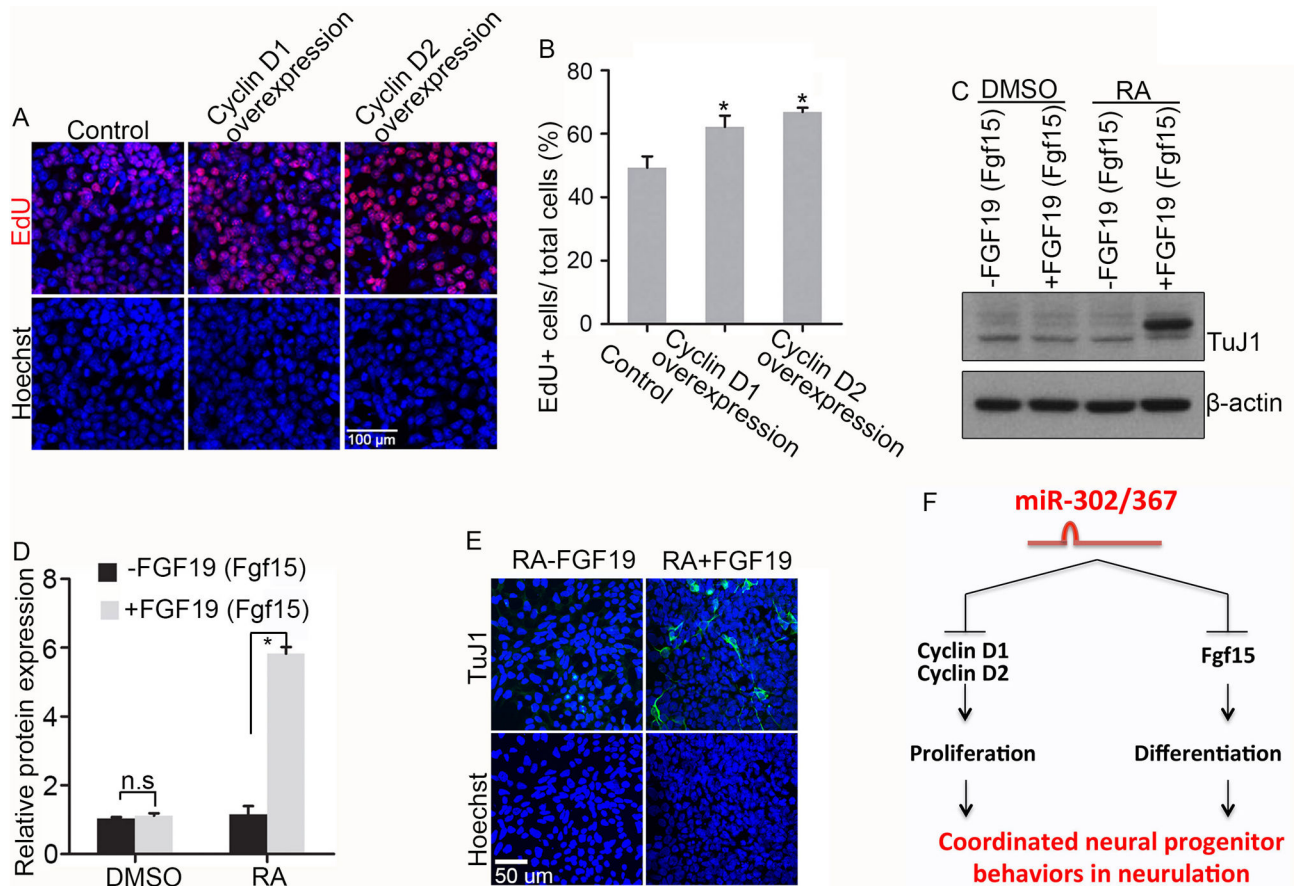 A
Control
Cyclin D1
overexpression
Cyclin D2
overexpression
EdU
Hoechst
100 µm
B
EdU+ cells/ total cells (%)
80
60
40
20
0
*
*
Control
Cyclin D1
overexpression
Cyclin D2
overexpression
C
DMSO
RA
-FGF19 (Fgf15)
+FGF19 (Fgf15)
-FGF19 (Fgf15)
+FGF19 (Fgf15)
TuJ1
β-actin
D
-FGF19 (Fgf15)
+FGF19 (Fgf15)
Relative protein expression
8
6
4
2
0
n.s
*
DMSO
RA
E
RA-FGF19
RA+FGF19
TuJ1
Hoechst
50 um
F
miR-302/367
Cyclin D1
Cyclin D2
Fgf15
Proliferation
Differentiation
Coordinated neural progenitor
behaviors in neurulation